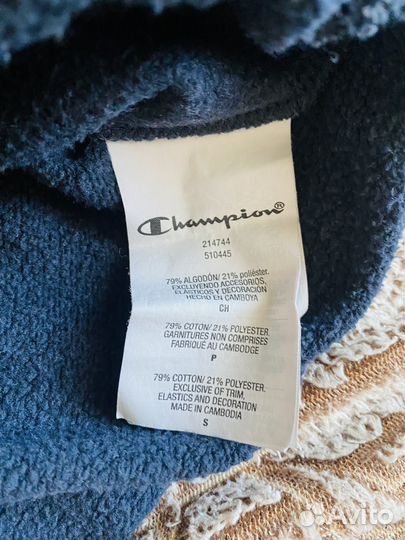 Champion®
214744
510445
79% ALGODÓN/ 21% poliéster.
EXCLUYENDO ACCESORIOS,
ELÁSTICOS Y DECORACIÓN
HECHO EN CAMBOYA
CH
79% COTON/ 21% POLYESTER.
GARNITURES NON COMPRISES
FABRIQUÉ AU CAMBODGE
P
79% COTTON/ 21% POLYESTER.
EXCLUSIVE OF TRIM,
ELASTICS AND DECORATION
MADE IN CAMBODIA
S
Avito